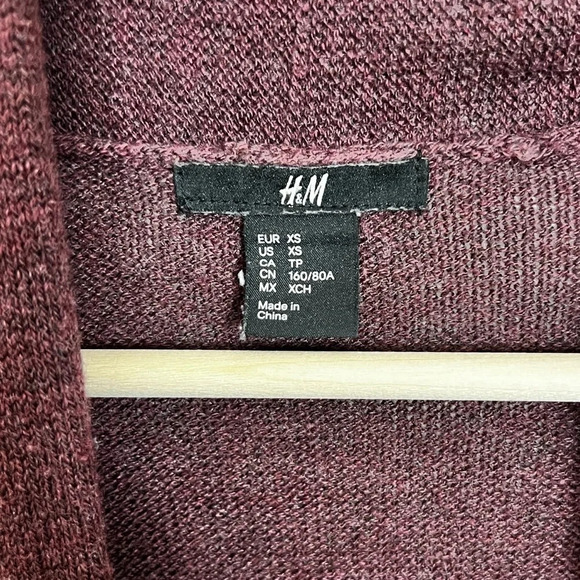 H&M
EUR XS
US XS
CA TP
CN 160/80A
MX XCH
Made in
China